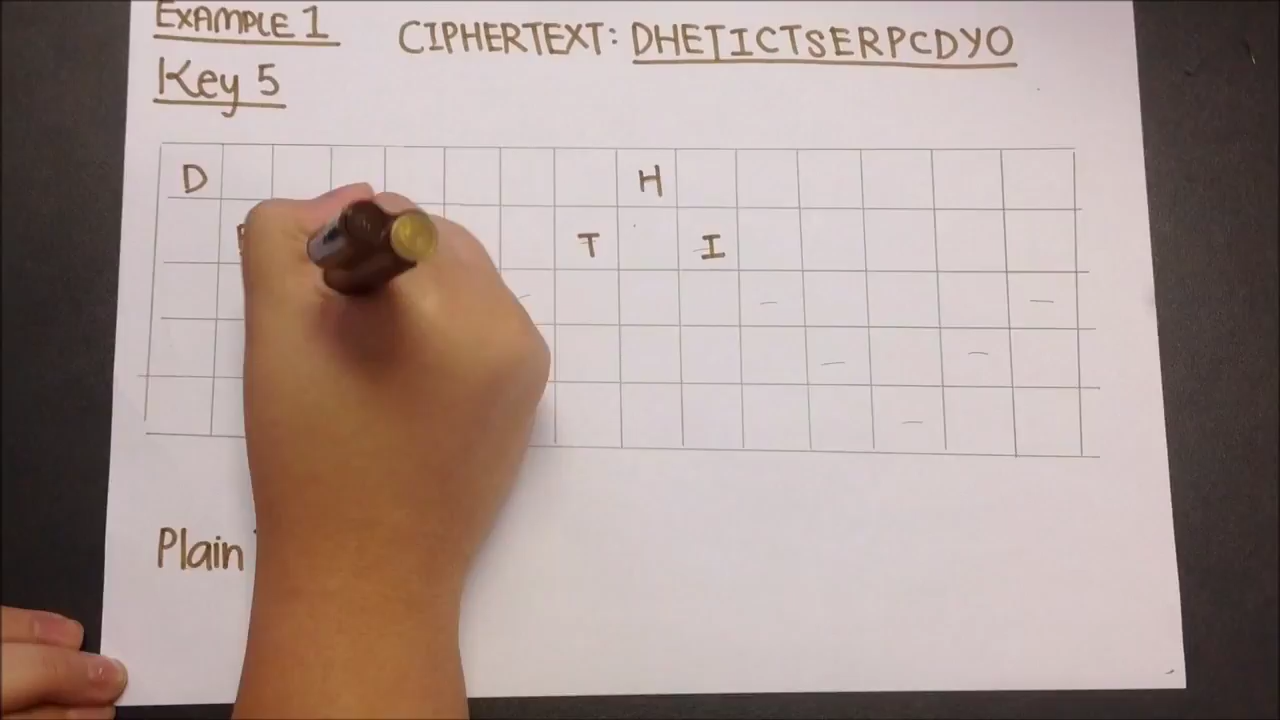 EXAMPLE 1
CIPHERTEXT: DHETICTSERPCDYO
Key 5
D H
T I
Plain